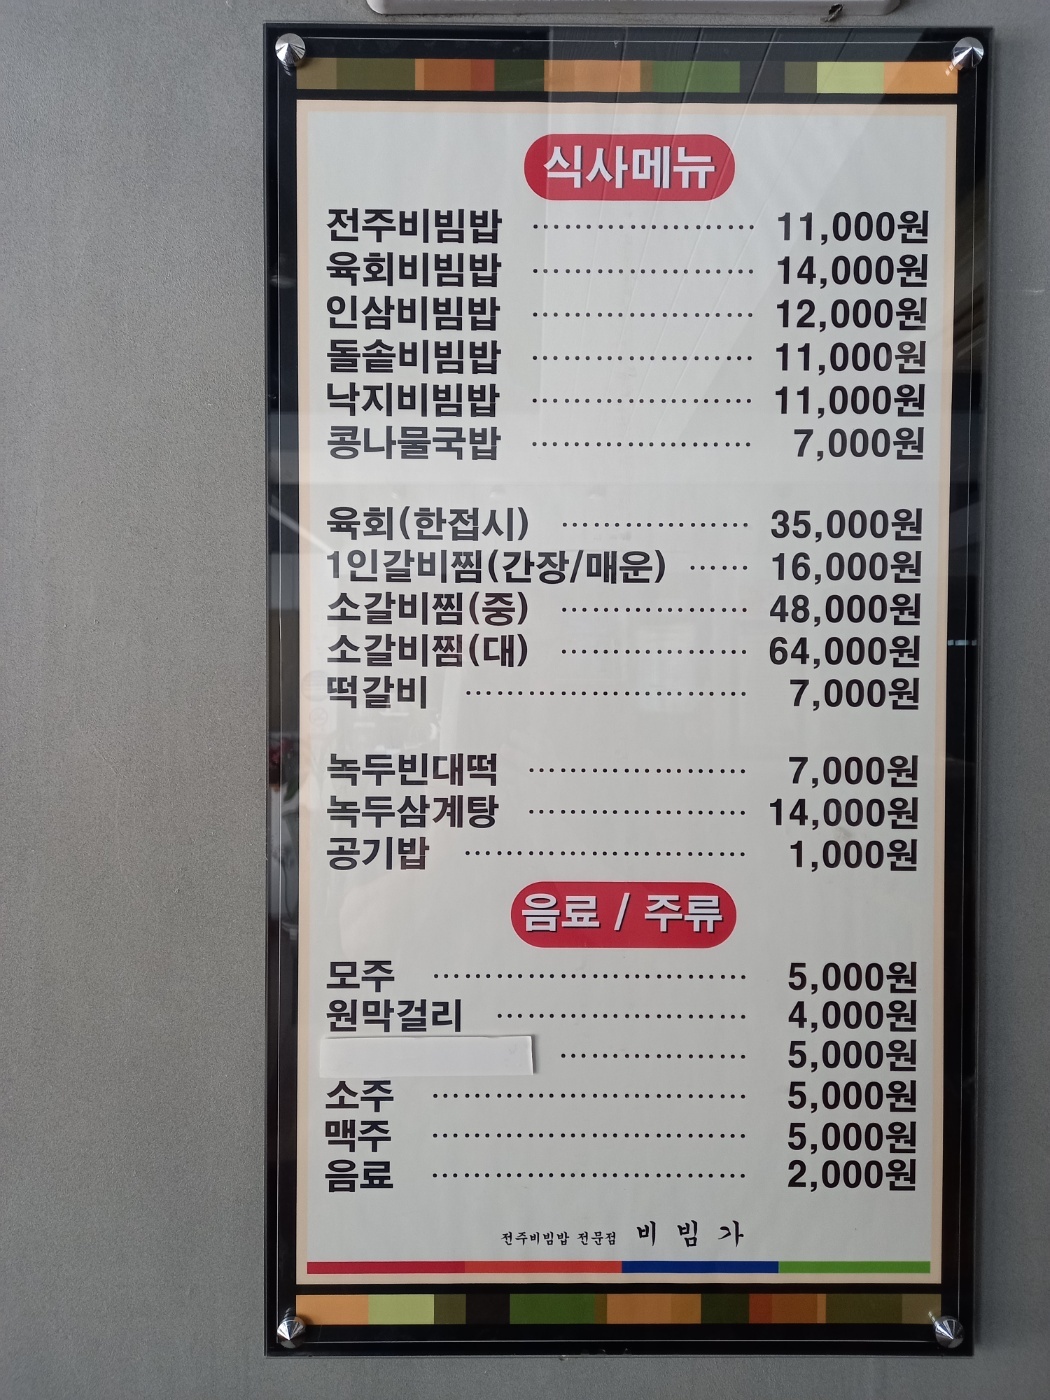 식사메뉴
전주비빔밥 ........................ 11,000원
육회비빔밥 ........................ 14,000원
인삼비빔밥 ........................ 12,000원
돌솥비빔밥 ........................ 11,000원
낙지비빔밥 ........................ 11,000원
콩나물국밥 ........................ 7,000원
육회(한접시) .................... 35,000원
1인갈비찜(간장/매운) ...... 16,000원
소갈비찜(중) .................... 48,000원
소갈비찜(대) .................... 64,000원
떡갈비 .............................. 7,000원
녹두빈대떡 ........................ 7,000원
녹두삼계탕 ........................ 14,000원
공기밥 .............................. 1,000원
음료 / 주류
모주 .................................. 5,000원
원막걸리 ........................... 4,000원
.................... 5,000원
소주 .................................. 5,000원
맥주 .................................. 5,000원
음료 .................................. 2,000원
전주비빔밥 전문점 비 빔 가